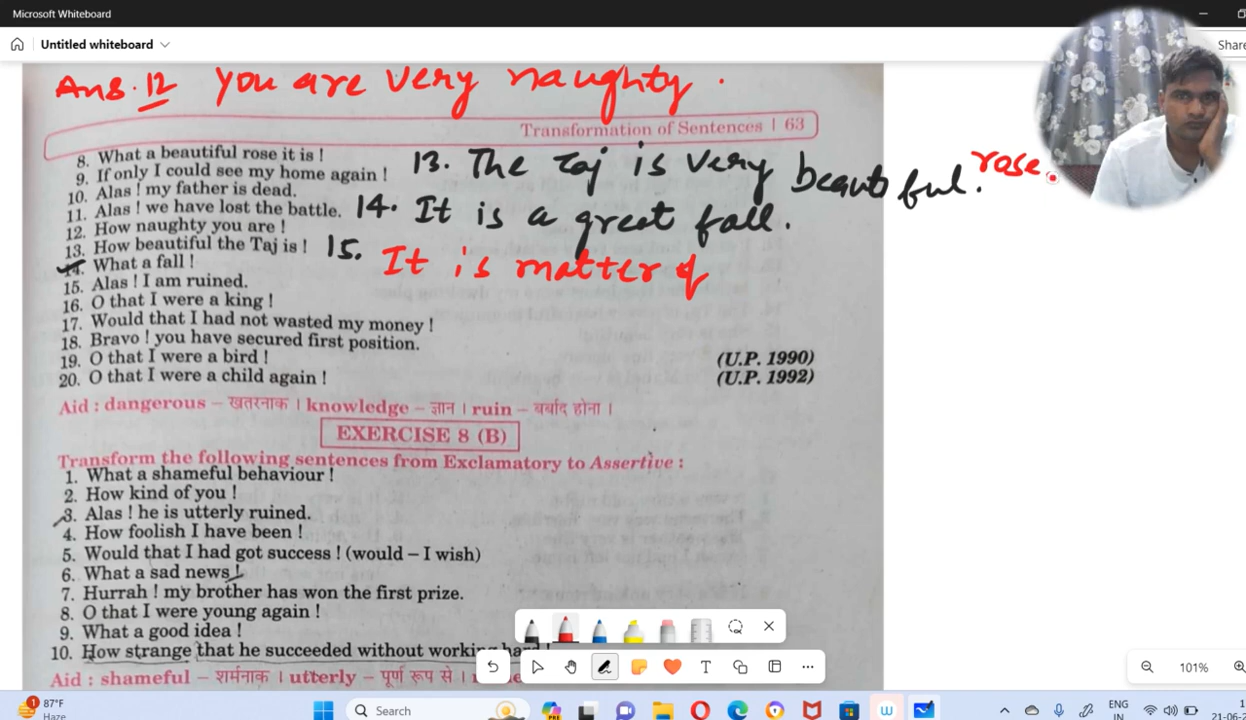 Microsoft Whiteboard
Untitled whiteboard
Share
Ans. 12 You are very naughty.
Transformation of Sentences | 63
8. What a beautiful rose it is !
9. If only I could see my home again !
10. Alas ! my father is dead.
11. Alas ! we have lost the battle.
12. How naughty you are !
13. How beautiful the Taj is !
14. What a fall !
15. Alas ! I am ruined.
16. O that I were a king !
17. Would that I had not wasted my money !
18. Bravo ! you have secured first position.
19. O that I were a bird !
20. O that I were a child again !
(U.P. 1990)
(U.P. 1992)
13. The Taj is very beautiful. rose.
14. It is a great fall.
15. It is matter of
Aid : dangerous – खतरनाक । knowledge – ज्ञान । ruin – बर्बाद होना ।
EXERCISE 8 (B)
Transform the following sentences from Exclamatory to Assertive :
1. What a shameful behaviour !
2. How kind of you !
3. Alas ! he is utterly ruined.
4. How foolish I have been !
5. Would that I had got success ! (would – I wish)
6. What a sad news !
7. Hurrah ! my brother has won the first prize.
8. O that I were young again !
9. What a good idea !
10. How strange that he succeeded without working hard !
Aid : shameful – शर्मनाक । utterly – पूर्ण रूप से ।
101%
87°F
Haze
Search
ENG
IN